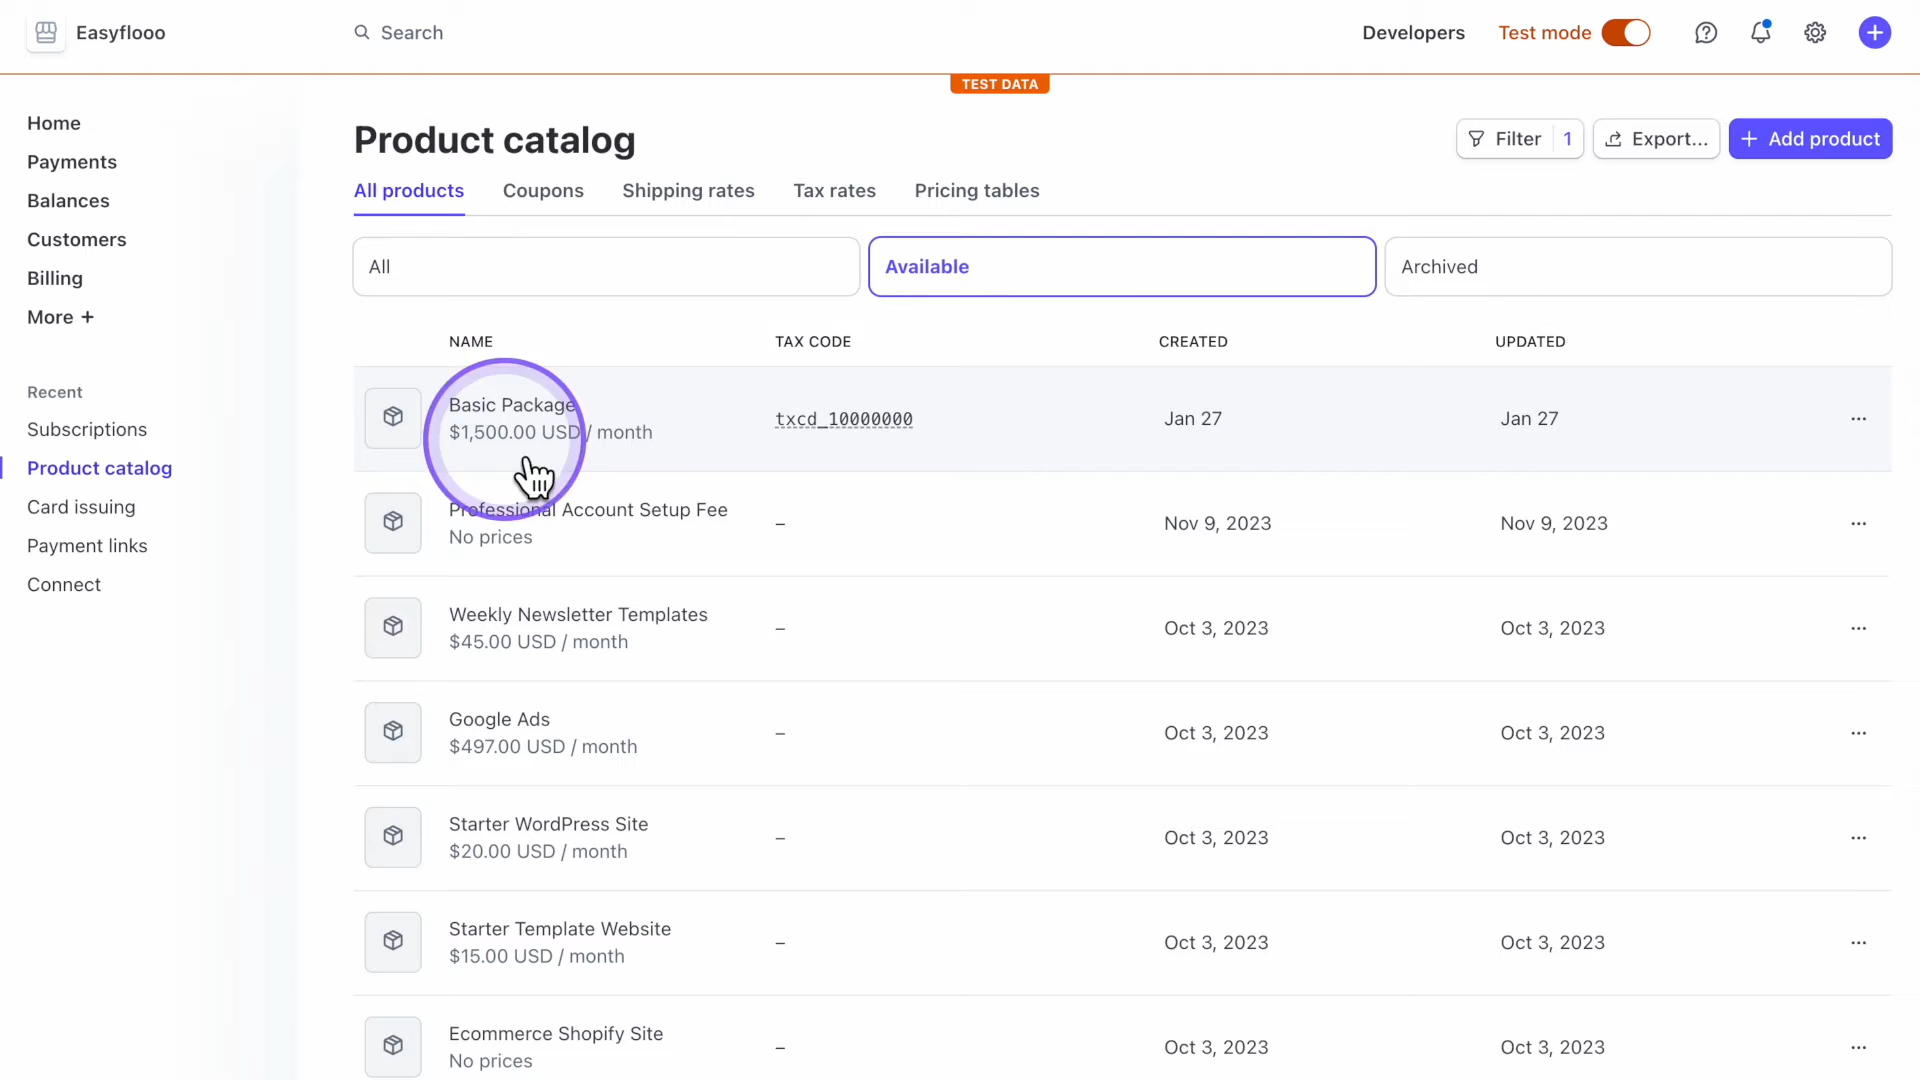 Easyflooo
Search
Developers
Test mode
TEST DATA
Home
Payments
Balances
Customers
Billing
More +
Recent
Subscriptions
Product catalog
Card issuing
Payment links
Connect
Product catalog
Filter 1
Export...
+ Add product
All products
Coupons
Shipping rates
Tax rates
Pricing tables
All
Available
Archived
NAME
TAX CODE
CREATED
UPDATED
Basic Package
$1,500.00 USD / month
txcd_10000000
Jan 27
Jan 27
Professional Account Setup Fee
No prices
–
Nov 9, 2023
Nov 9, 2023
Weekly Newsletter Templates
$45.00 USD / month
–
Oct 3, 2023
Oct 3, 2023
Google Ads
$497.00 USD / month
–
Oct 3, 2023
Oct 3, 2023
Starter WordPress Site
$20.00 USD / month
–
Oct 3, 2023
Oct 3, 2023
Starter Template Website
$15.00 USD / month
–
Oct 3, 2023
Oct 3, 2023
Ecommerce Shopify Site
No prices
–
Oct 3, 2023
Oct 3, 2023